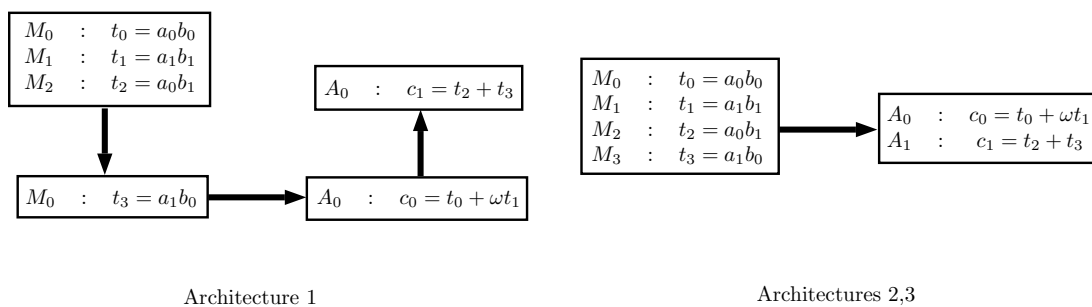 M₀ : t₀ = a₀b₀
M₁ : t₁ = a₁b₁
M₂ : t₂ = a₀b₁
M₀ : t₃ = a₁b₀
A₀ : c₀ = t₀ + ωt₁
A₀ : c₁ = t₂ + t₃
Architecture 1
M₀ : t₀ = a₀b₀
M₁ : t₁ = a₁b₁
M₂ : t₂ = a₀b₁
M₃ : t₃ = a₁b₀
A₀ : c₀ = t₀ + ωt₁
A₁ : c₁ = t₂ + t₃
Architectures 2,3